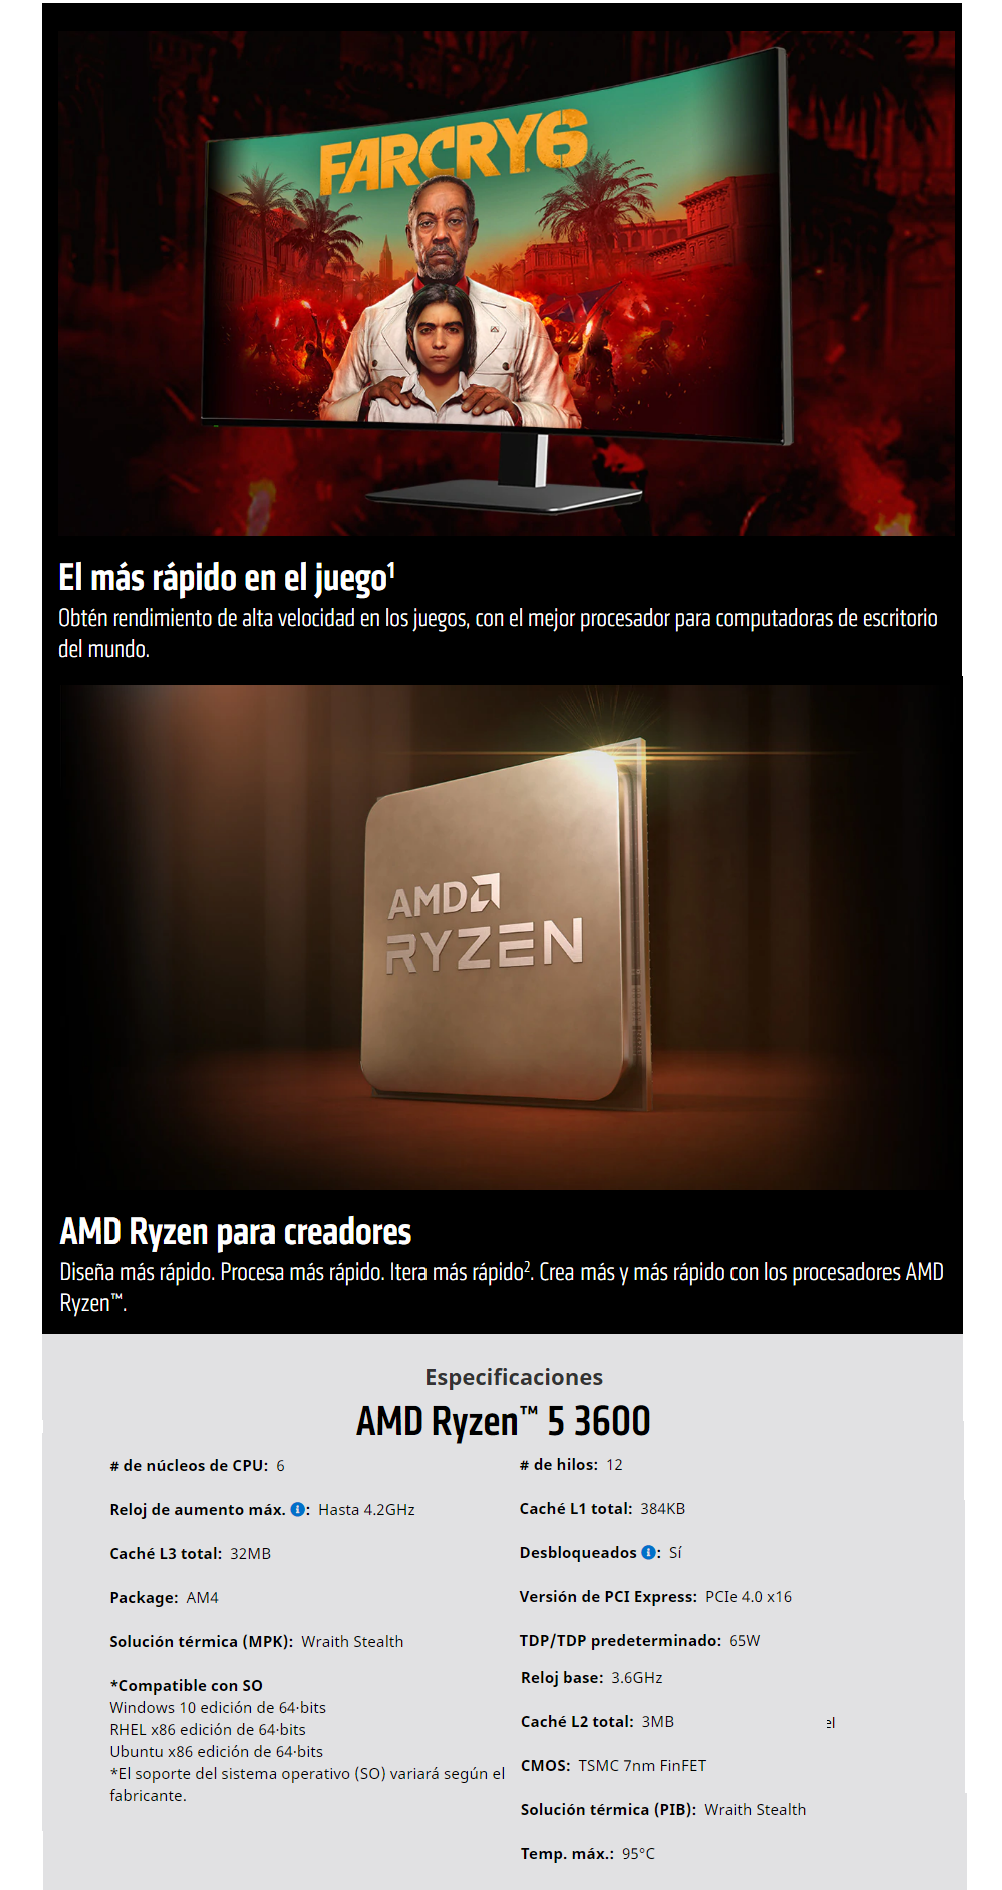 FARCRY6
El más rápido en el juego¹
Obtén rendimiento de alta velocidad en los juegos, con el mejor procesador para computadoras de escritorio
del mundo.
AMD
RYZEN
AMD Ryzen para creadores
Diseña más rápido. Procesa más rápido. Itera más rápido². Crea más y más rápido con los procesadores AMD
Ryzen™.
Especificaciones
AMD Ryzen™ 5 3600
# de núcleos de CPU: 6
Reloj de aumento máx. : Hasta 4.2GHz
Caché L3 total: 32MB
Package: AM4
Solución térmica (MPK): Wraith Stealth
*Compatible con SO
Windows 10 edición de 64-bits
RHEL x86 edición de 64-bits
Ubuntu x86 edición de 64-bits
*El soporte del sistema operativo (SO) variará según el
fabricante.
# de hilos: 12
Caché L1 total: 384KB
Desbloqueados : Sí
Versión de PCI Express: PCIe 4.0 x16
TDP/TDP predeterminado: 65W
Reloj base: 3.6GHz
Caché L2 total: 3MB
el
CMOS: TSMC 7nm FinFET
Solución térmica (PIB): Wraith Stealth
Temp. máx.: 95°C